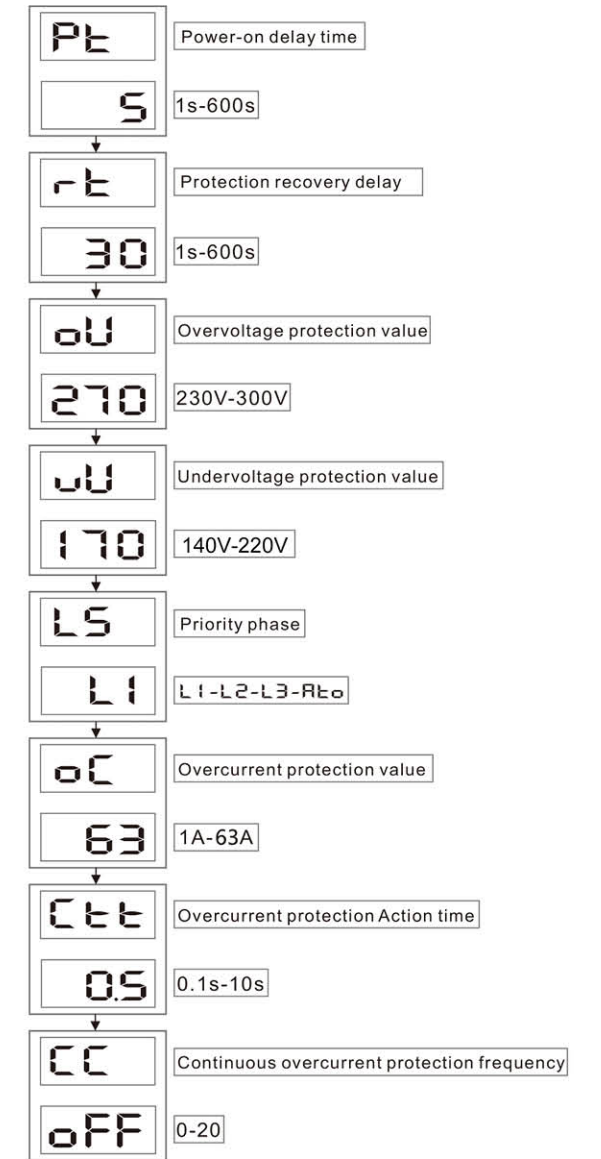 Pt
Power-on delay time
5
1s-600s
rt
Protection recovery delay
30
1s-600s
oU
Overvoltage protection value
270
230V-300V
uU
Undervoltage protection value
170
140V-220V
LS
Priority phase
L1
L1-L2-L3-Ato
oC
Overcurrent protection value
63
1A-63A
Ctt
Overcurrent protection Action time
0.5
0.1s-10s
CC
Continuous overcurrent protection frequency
oFF
0-20